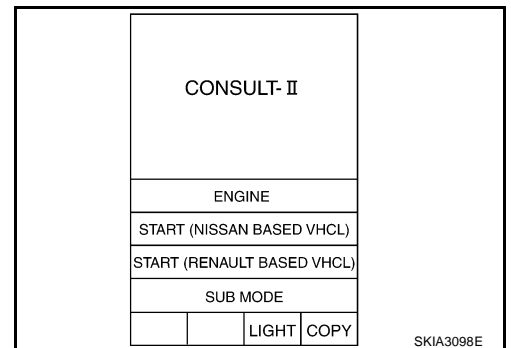 CONSULT-II
ENGINE
START (NISSAN BASED VHCL)
START (RENAULT BASED VHCL)
SUB MODE
LIGHT COPY
SKIA3098E